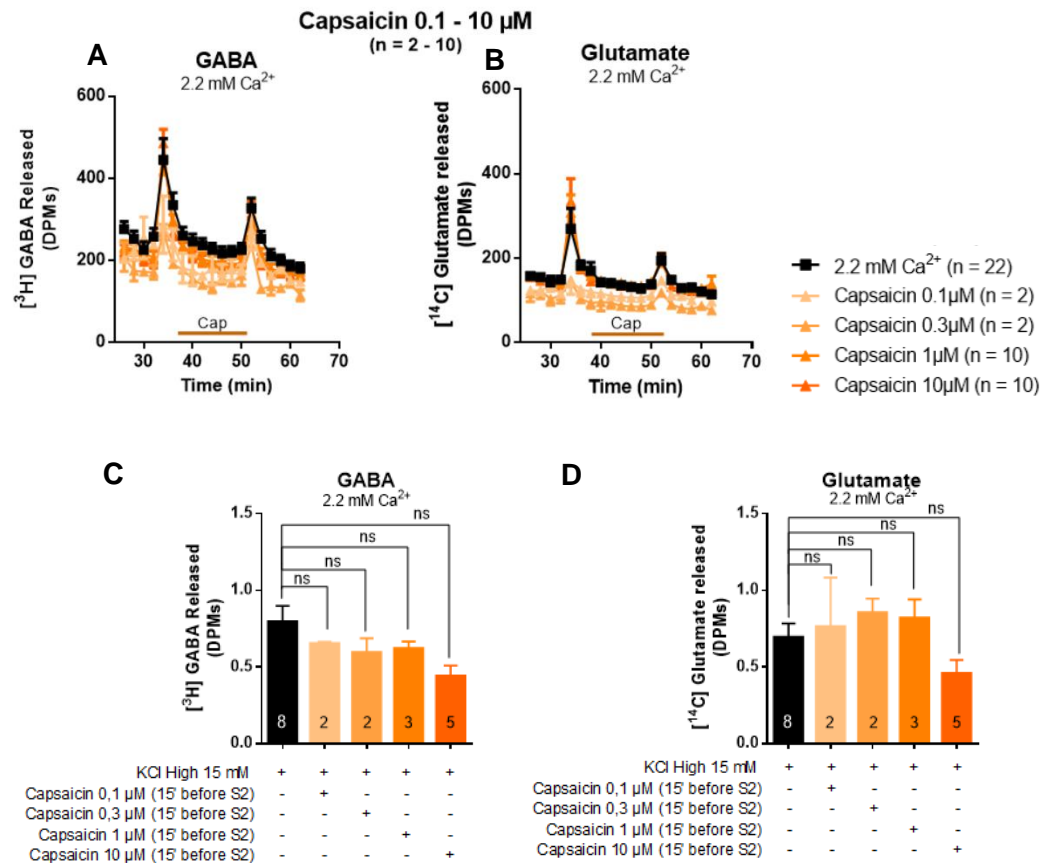 Capsaicin 0.1 - 10 µM
(n = 2 - 10)
A
GABA
2.2 mM Ca²⁺
[³H] GABA Released
(DPMs)
600
400
200
0
Cap
30 40 50 60 70
Time (min)
B
Glutamate
2.2 mM Ca²⁺
[¹⁴C] Glutamate released
(DPMs)
600
400
200
0
Cap
30 40 50 60 70
Time (min)
2.2 mM Ca²⁺ (n = 22)
Capsaicin 0.1µM (n = 2)
Capsaicin 0.3µM (n = 2)
Capsaicin 1µM (n = 10)
Capsaicin 10µM (n = 10)
C
GABA
2.2 mM Ca²⁺
[³H] GABA Released
(DPMs)
1.5
1.0
0.5
0.0
ns
ns
ns
ns
8 2 2 3 5
KCl High 15 mM + + + + +
Capsaicin 0,1 µM (15' before S2) - + - - -
Capsaicin 0,3 µM (15' before S2) - - + - -
Capsaicin 1 µM (15' before S2) - - - + -
Capsaicin 10 µM (15' before S2) - - - - +
D
Glutamate
2.2 mM Ca²⁺
[¹⁴C] Glutamate released
(DPMs)
1.5
1.0
0.5
0.0
ns
ns
ns
ns
8 2 2 3 5
KCl High 15 mM + + + + +
Capsaicin 0,1 µM (15' before S2) - + - - -
Capsaicin 0,3 µM (15' before S2) - - + - -
Capsaicin 1 µM (15' before S2) - - - + -
Capsaicin 10 µM (15' before S2) - - - - +